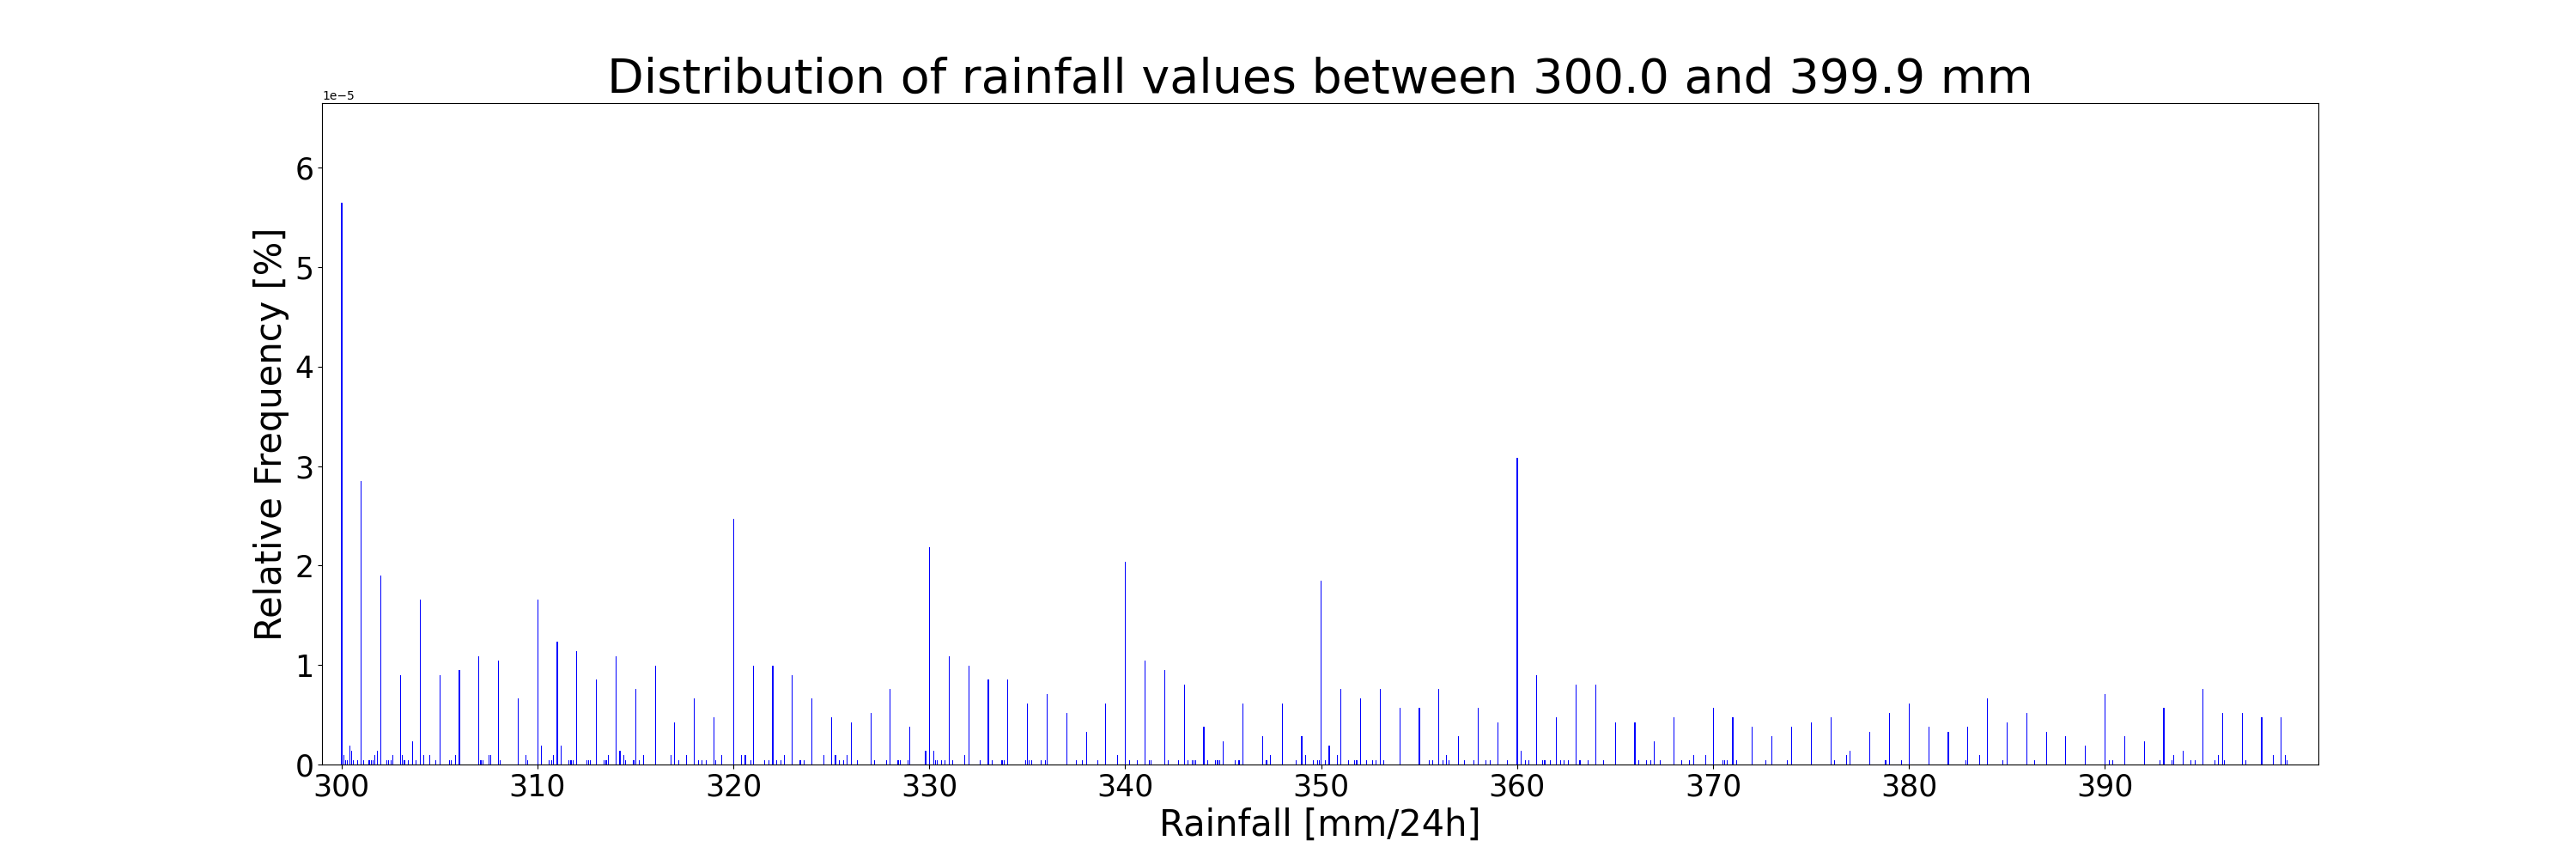 Distribution of rainfall values between 300.0 and 399.9 mm
1e−5
6
5
4
3
2
1
0
Relative Frequency [%]
300 310 320 330 340 350 360 370 380 390
Rainfall [mm/24h]